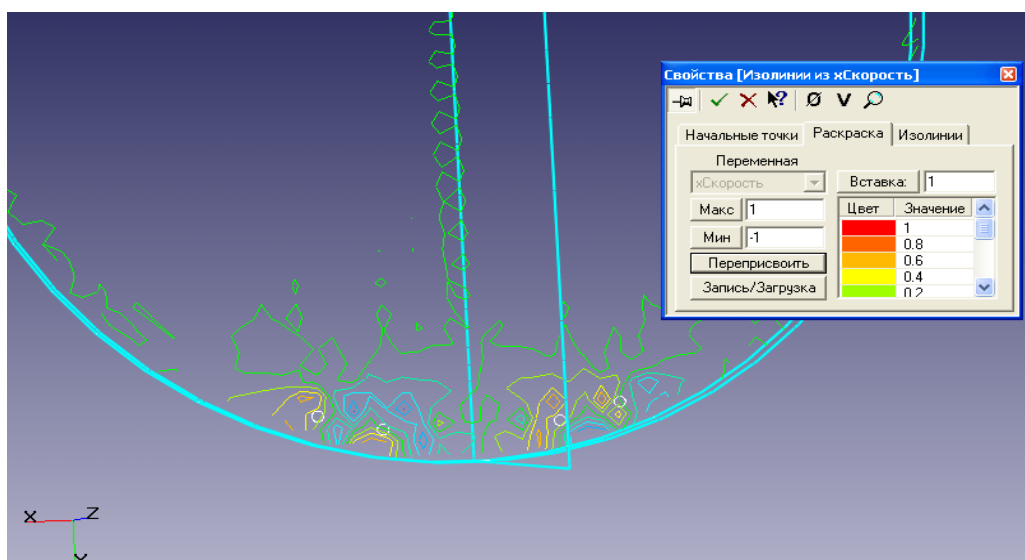 Свойства [Изолинии из xСкорость]
Начальные точки Раскраска Изолинии
Переменная
xСкорость Вставка: 1
Макс 1 Цвет Значение
1
Мин -1 0.8
Переприсвоить 0.6
0.4
Запись/Загрузка 0.2
X Z
Y